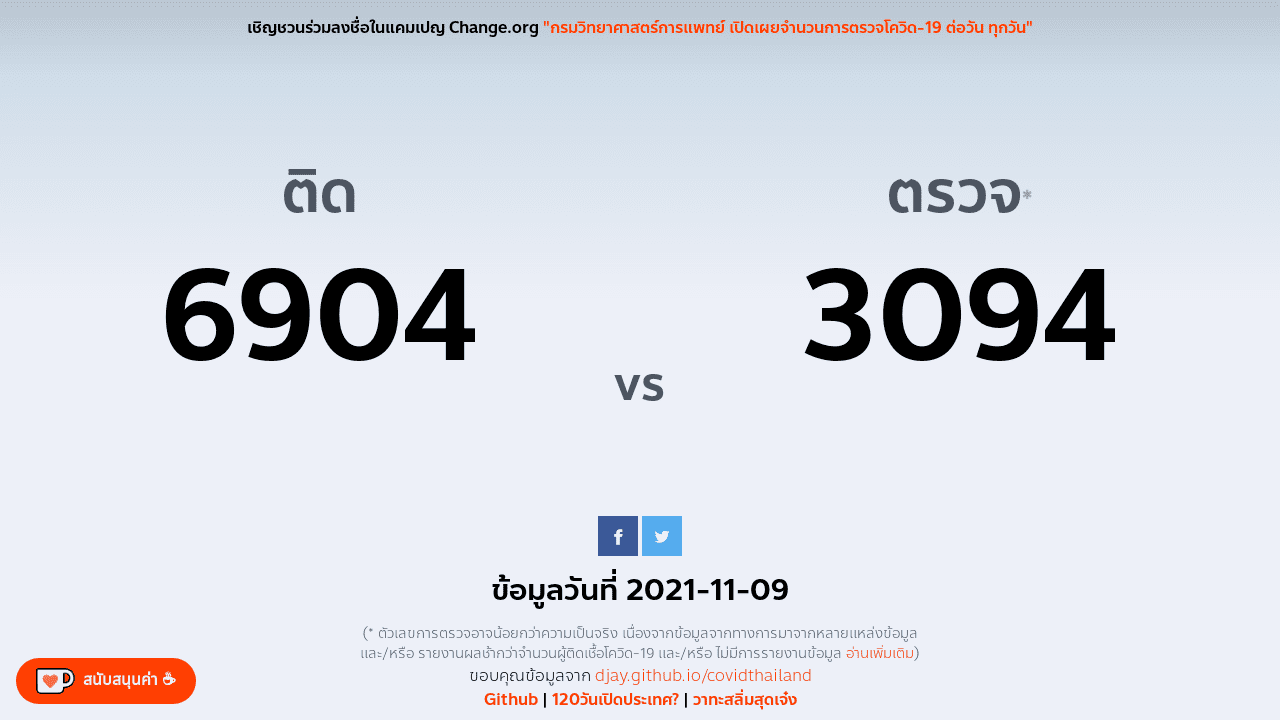 เชิญชวนร่วมลงชื่อในแคมเปญ Change.org "กรมวิทยาศาสตร์การแพทย์ เปิดเผยจำนวนการตรวจโควิด-19 ต่อวัน ทุกวัน"
ติด
ตรวจ*
6904
3094
vs
ข้อมูลวันที่ 2021-11-09
(* ตัวเลขการตรวจอาจน้อยกว่าความเป็นจริง เนื่องจากข้อมูลจากทางการมาจากหลายแหล่งข้อมูล
และ/หรือ รายงานผลช้ากว่าจำนวนผู้ติดเชื้อโควิด-19 และ/หรือ ไม่มีการรายงานข้อมูล อ่านเพิ่มเติม)
ขอบคุณข้อมูลจาก djay.github.io/covidthailand
Github | 120วันเปิดประเทศ? | วาทะสลิ่มสุดเจ๋ง
สนับสนุนค่า ☕